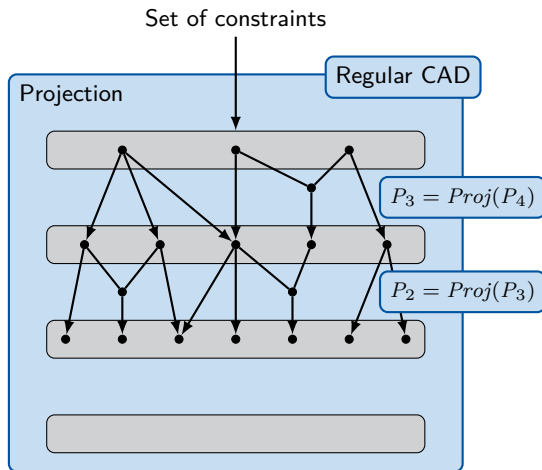 Set of constraints
Regular CAD
Projection
P₃ = Proj(P₄)
P₂ = Proj(P₃)